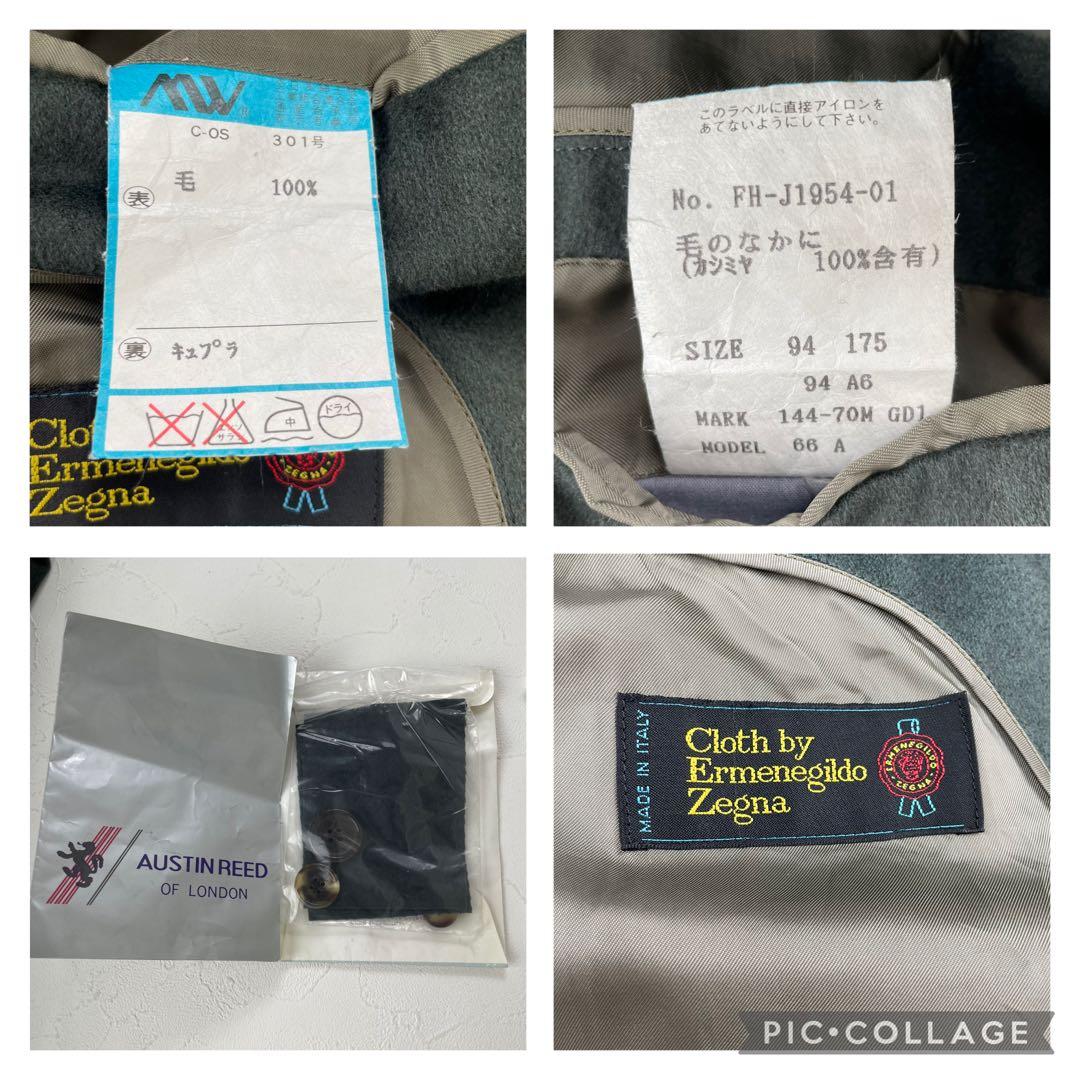 MW
C-OS 301号
表 毛 100%
裏 キュプラ
中 ドライ
Ermenegildo
Zegna
ZEGNA
このラベルに直接アイロンを
あてないようにして下さい。
No. FH-J1954-01
毛のなかに
(カシミヤ 100%含有)
SIZE 94 175
94 A6
MARK 144-70M GD1
MODEL 66 A
AUSTIN REED
OF LONDON
MADE IN ITALY
Cloth by
Ermenegildo
Zegna
ERMENEGILDO
ZEGNA
PIC•COLLAGE